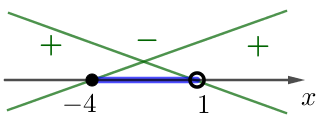 + − +
−4 1 x